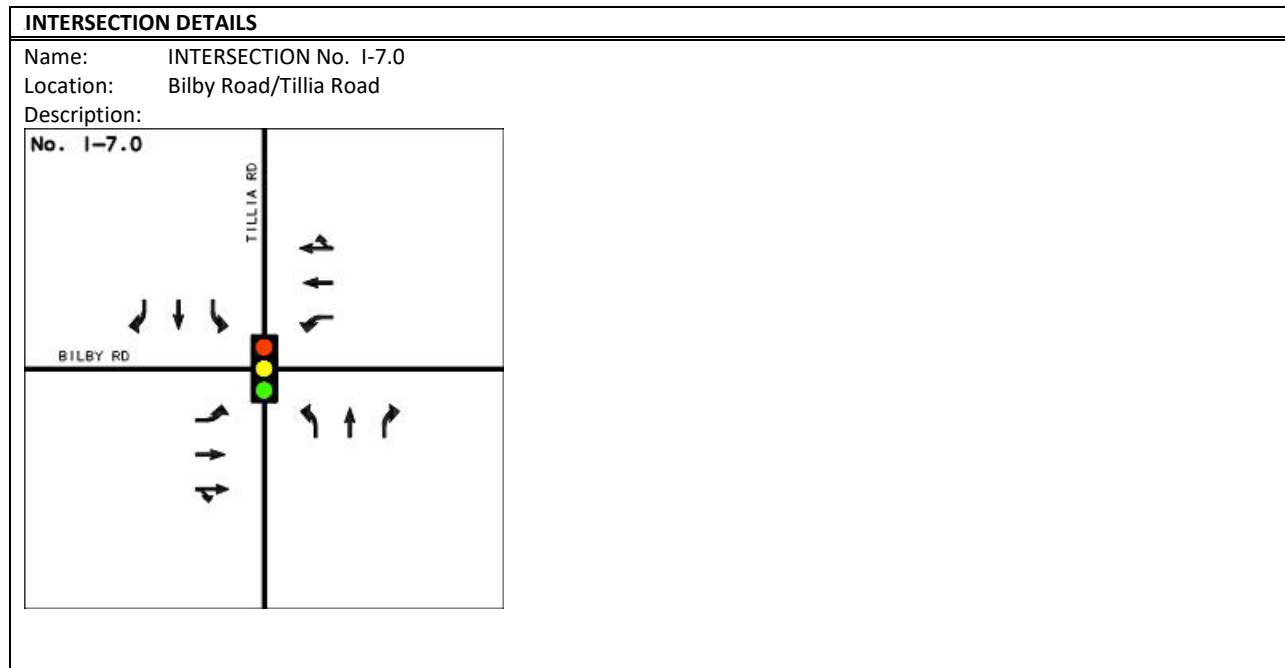 INTERSECTION DETAILS
Name: INTERSECTION No. I-7.0
Location: Bilby Road/Tillia Road
Description:
No. I-7.0
TILLIA RD
BILBY RD